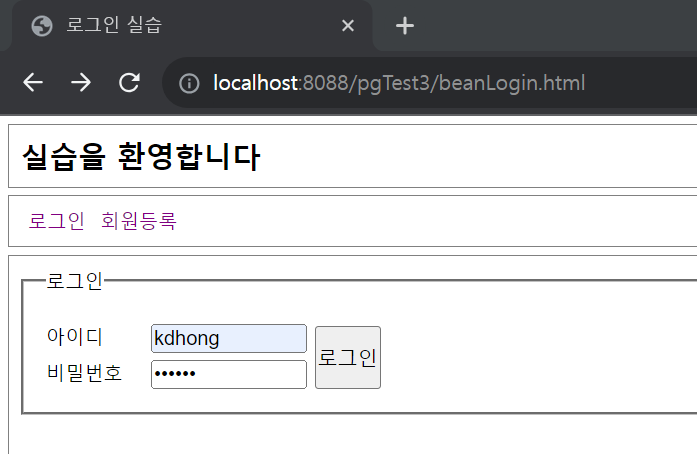 로그인 실습
localhost:8088/pgTest3/beanLogin.html
실습을 환영합니다
로그인 회원등록
로그인
아이디 kdhong
비밀번호 ••••••
로그인